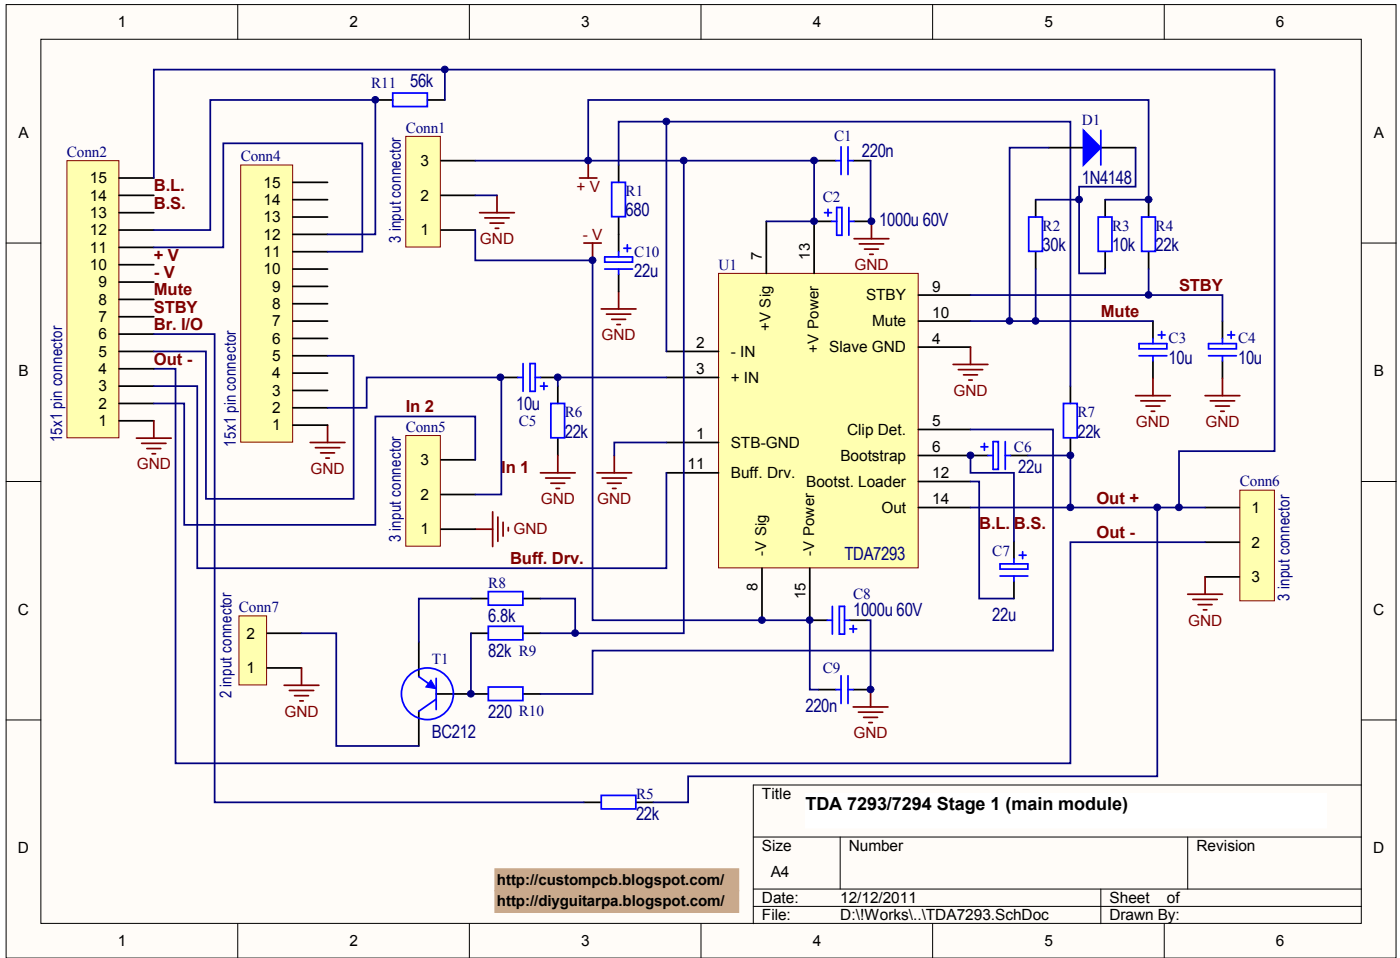 1 2 3 4 5 6
A A
B B
C C
D D
1 2 3 4 5 6
Conn2
15
14
13
12
11
10
9
8
7
6
5
4
3
2
1
15x1 pin connector
B.L.
B.S.
+ V
- V
Mute
STBY
Br. I/O
Out -
GND
Conn4
15
14
13
12
11
10
9
8
7
6
5
4
3
2
1
15x1 pin connector
GND
R11 56k
Conn1
3
2
1
3 input connector
GND
+ V
- V
R1
680
C10
22u
GND
C1
220n
C2
1000u 60V
GND
D1
1N4148
R2
30k
R3
10k
R4
22k
U1
7
13
+V Sig
+V Power
STBY 9
Mute 10
Slave GND 4
2 - IN
3 + IN
1 STB-GND
11 Buff. Drv.
Clip Det. 5
Bootstrap 6
Bootst. Loader 12
Out 14
-V Sig
-V Power
TDA7293
8
15
STBY
Mute
C3
10u
C4
10u
GND
GND
GND
In 2
In 1
Conn5
3
2
1
3 input connector
GND
10u
C5
R6
22k
GND
GND
Buff. Drv.
R7
22k
C6
22u
B.L. B.S.
C7
22u
Out +
Out -
Conn6
1
2
3
3 input connector
GND
Conn7
2
1
2 input connector
GND
R8
6.8k
82k R9
T1
BC212
220 R10
C8
1000u 60V
C9
220n
GND
R5
22k
http://custompcb.blogspot.com/
http://diyguitarpa.blogspot.com/
Title TDA 7293/7294 Stage 1 (main module)
Size Number Revision
A4
Date: 12/12/2011 Sheet of
File: D:\!Works\..\TDA7293.SchDoc Drawn By: